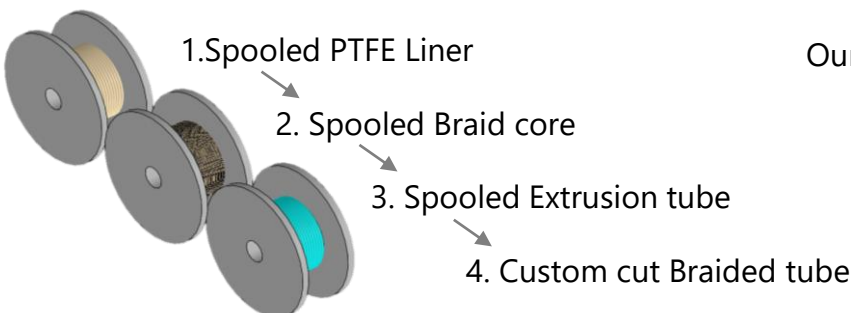 1.Spooled PTFE Liner
2. Spooled Braid core
3. Spooled Extrusion tube
4. Custom cut Braided tube